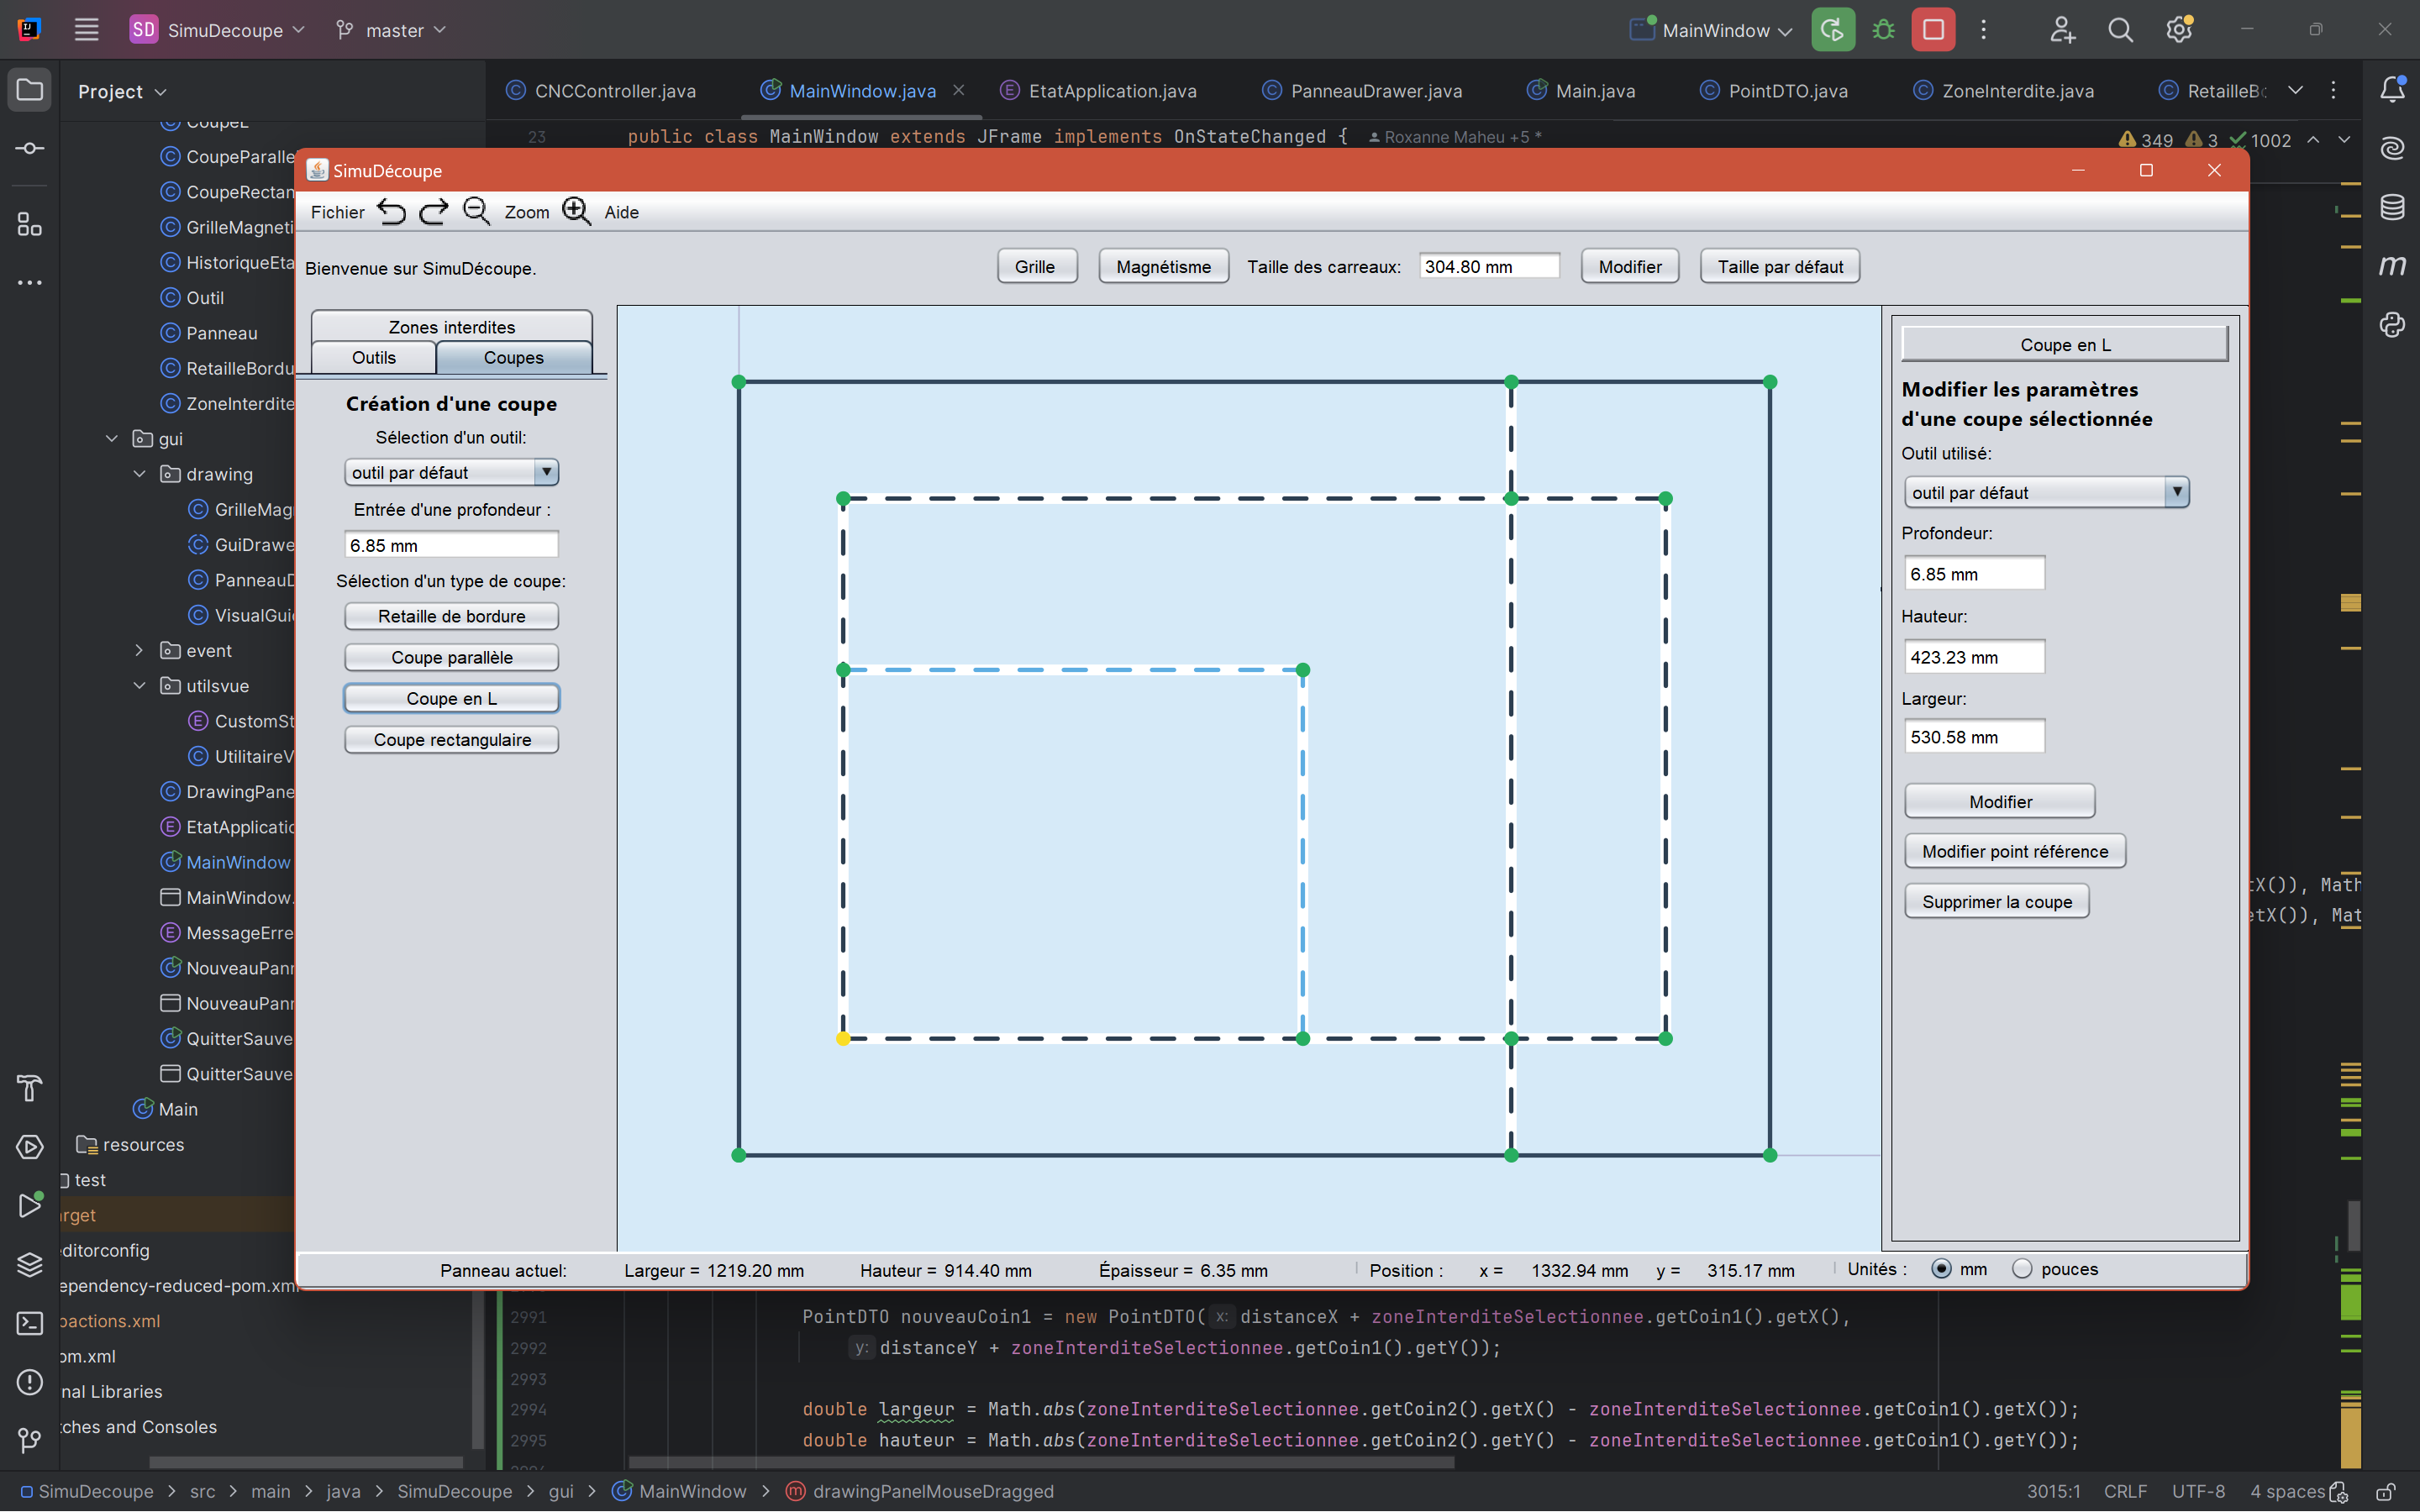 SD SimuDecoupe master MainWindow
Project
CNCController.java MainWindow.java EtatApplication.java PanneauDrawer.java Main.java PointDTO.java ZoneInterdite.java RetailleBo
23 public class MainWindow extends JFrame implements OnStateChanged { Roxanne Maheu +5 *
349 3 1002
CoupeL
CoupeParalle
CoupeRectan
GrilleMagneti
HistoriqueEta
Outil
Panneau
RetailleBordu
ZoneInterdite
gui
drawing
GrilleMag
GuiDrawe
PanneauD
VisualGui
event
utilsvue
CustomSt
UtilitaireV
DrawingPane
EtatApplicatio
MainWindow
MainWindow.
MessageErre
NouveauPanr
NouveauPanr
QuitterSauve
QuitterSauve
Main
resources
test
arget
editorconfig
ependency-reduced-pom.xml
pactions.xml
om.xml
nal Libraries
tches and Consoles
SimuDécoupe
Fichier Zoom Aide
Bienvenue sur SimuDécoupe.
Grille Magnétisme Taille des carreaux: 304.80 mm Modifier Taille par défaut
Zones interdites
Outils Coupes
Création d'une coupe
Sélection d'un outil:
outil par défaut
Entrée d'une profondeur :
6.85 mm
Sélection d'un type de coupe:
Retaille de bordure
Coupe parallèle
Coupe en L
Coupe rectangulaire
Coupe en L
Modifier les paramètres
d'une coupe sélectionnée
Outil utilisé:
outil par défaut
Profondeur:
6.85 mm
Hauteur:
423.23 mm
Largeur:
530.58 mm
Modifier
Modifier point référence
Supprimer la coupe
Panneau actuel: Largeur = 1219.20 mm Hauteur = 914.40 mm Épaisseur = 6.35 mm Position : x = 1332.94 mm y = 315.17 mm Unités : mm pouces
tX()), Math
etX()), Mat
2991 PointDTO nouveauCoin1 = new PointDTO( x: distanceX + zoneInterditeSelectionnee.getCoin1().getX(),
2992 y: distanceY + zoneInterditeSelectionnee.getCoin1().getY());
2993
2994 double largeur = Math.abs(zoneInterditeSelectionnee.getCoin2().getX() - zoneInterditeSelectionnee.getCoin1().getX());
2995 double hauteur = Math.abs(zoneInterditeSelectionnee.getCoin2().getY() - zoneInterditeSelectionnee.getCoin1().getY());
SimuDecoupe > src > main > java > SimuDecoupe > gui > MainWindow > drawingPanelMouseDragged
3015:1 CRLF UTF-8 4 spaces